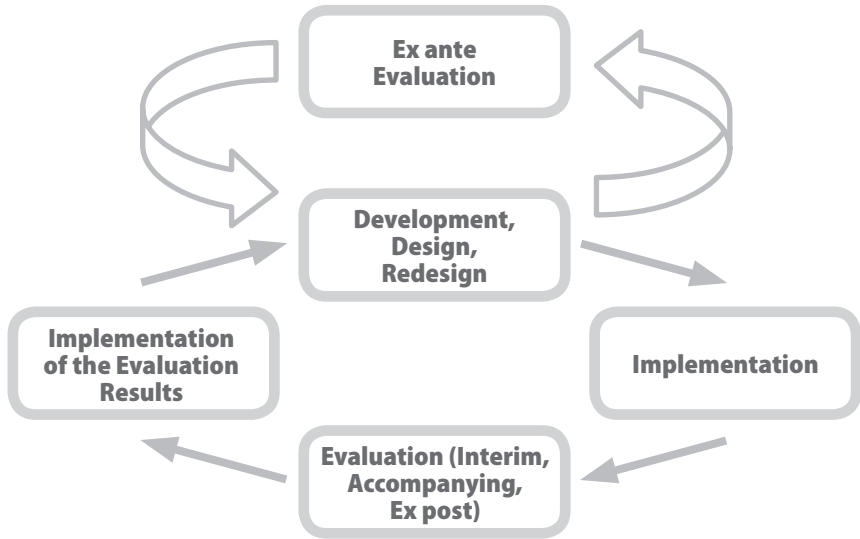 Ex ante
Evaluation
Development,
Design,
Redesign
Implementation
of the Evaluation
Results
Implementation
Evaluation (Interim,
Accompanying,
Ex post)